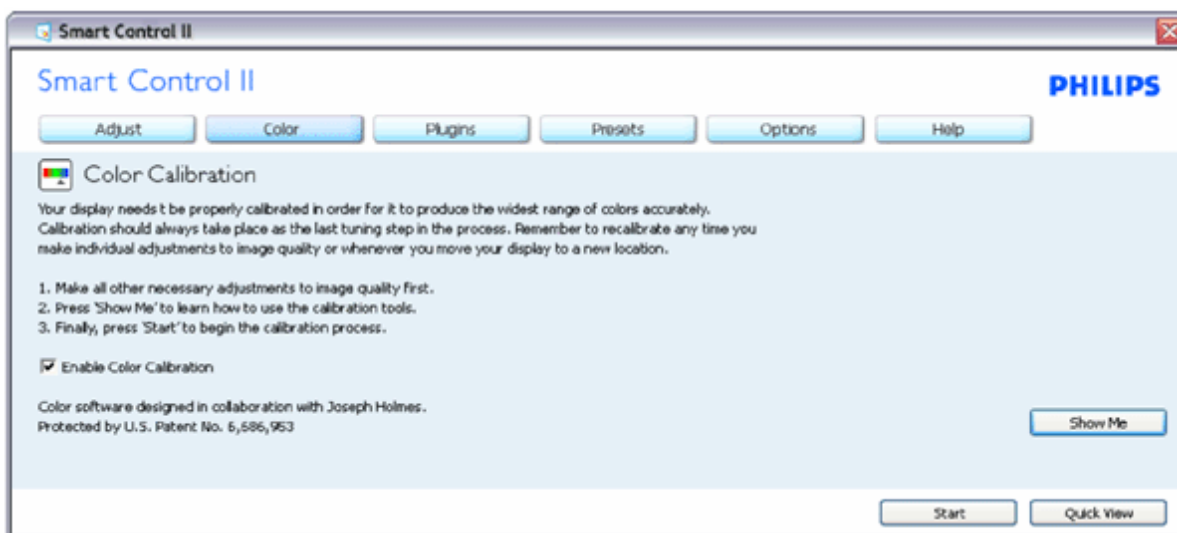 Smart Control II
Smart Control II
PHILIPS
Adjust
Color
Plugins
Presets
Options
Help
Color Calibration
Your display needs t be properly calibrated in order for it to produce the widest range of colors accurately.
Calibration should always take place as the last tuning step in the process. Remember to recalibrate any time you
make individual adjustments to image quality or whenever you move your display to a new location.
1. Make all other necessary adjustments to image quality first.
2. Press 'Show Me' to learn how to use the calibration tools.
3. Finally, press 'Start' to begin the calibration process.
Enable Color Calibration
Color software designed in collaboration with Joseph Holmes.
Protected by U.S. Patent No. 6,686,953
Show Me
Start
Quick View